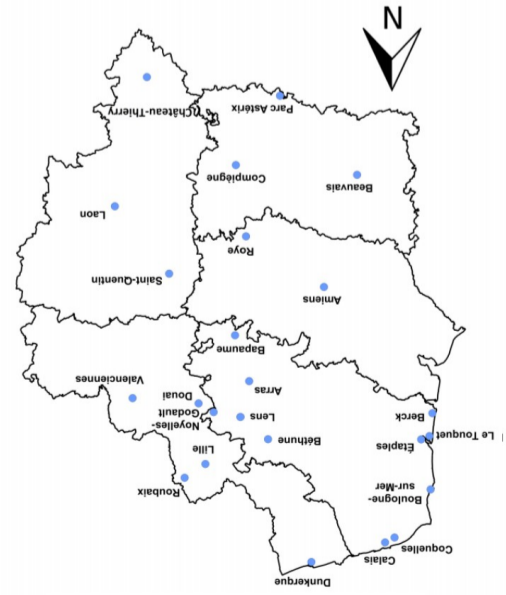 N
Château-Thierry
Parc Astérix
Compiègne
Beauvais
Laon
Roye
Saint-Quentin
Amiens
Bapaume
Valenciennes
Arras
Douai
Noyelles-
Godault
Lens
Berck
Le Touquet
Étaples
Béthune
Lille
Roubaix
Boulogne-
sur-Mer
Coquelles
Calais
Dunkerque